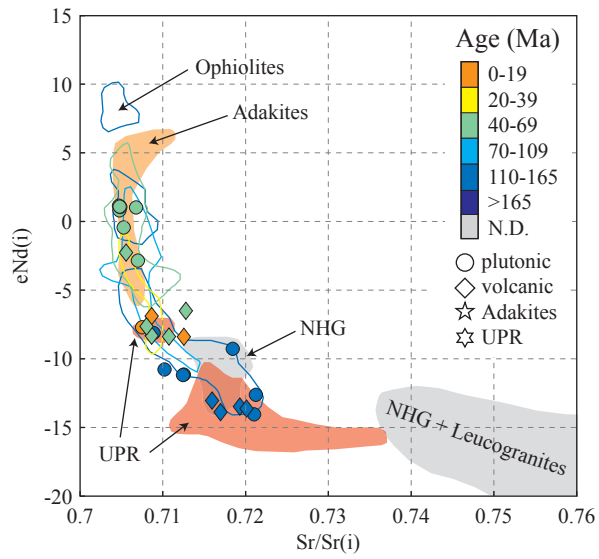 Age (Ma)
0-19
20-39
40-69
70-109
110-165
>165
N.D.
plutonic
volcanic
Adakites
UPR
Ophiolites
Adakites
NHG
UPR
NHG + Leucogranites
eNd(i)
15
10
5
0
-5
-10
-15
-20
0.7
0.71
0.72
0.73
0.74
0.75
0.76
Sr/Sr(i)